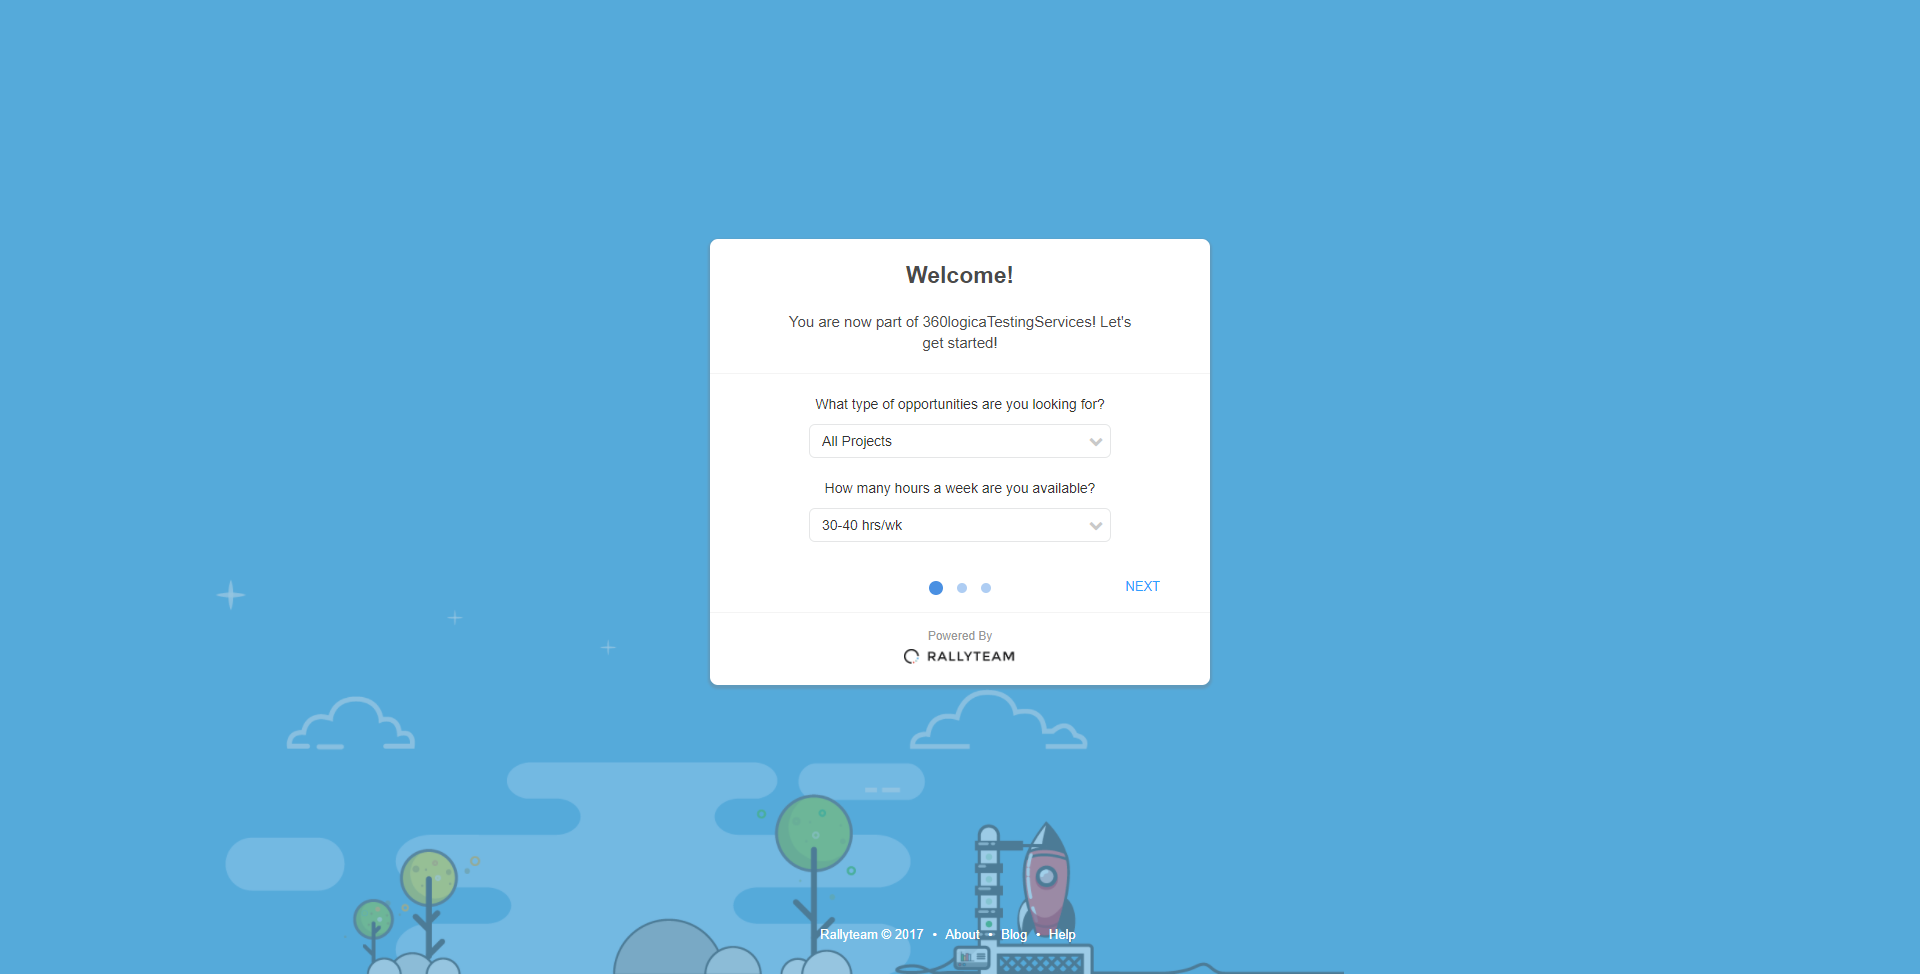 Welcome!
You are now part of 360logicaTestingServices! Let's
get started!
What type of opportunities are you looking for?
All Projects
How many hours a week are you available?
30-40 hrs/wk
NEXT
Powered By
RALLYTEAM
Rallyteam © 2017 • About • Blog • Help